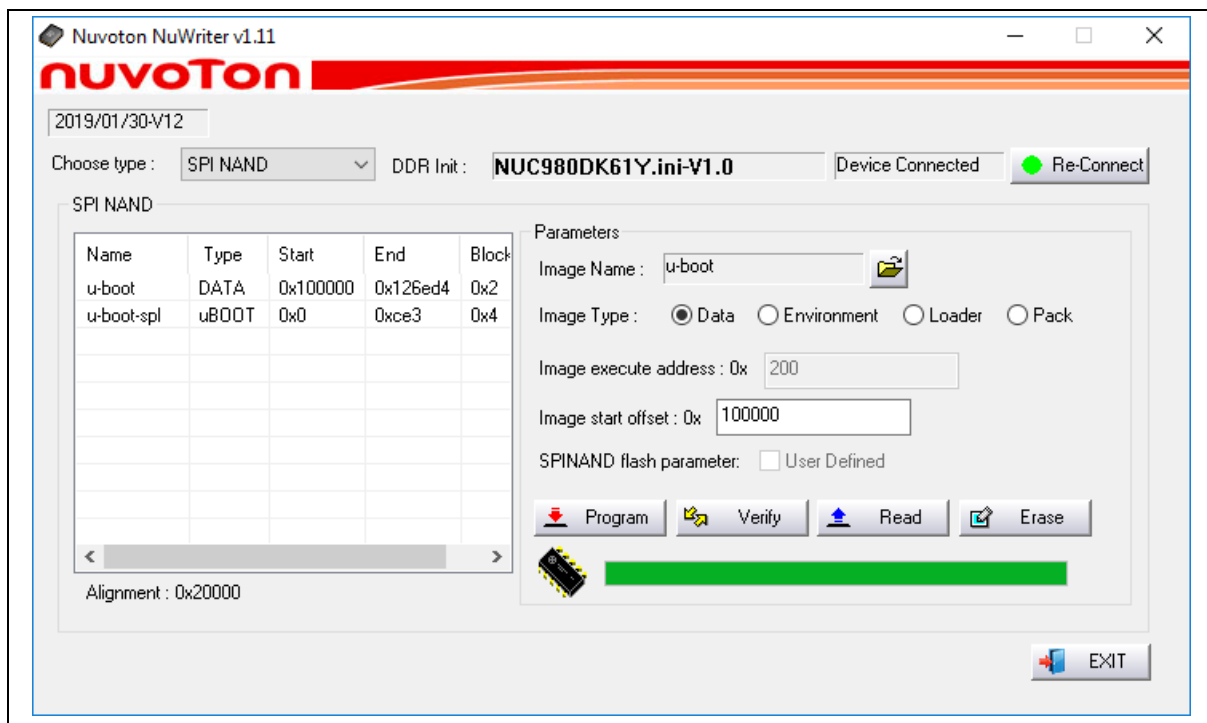 Nuvoton NuWriter v1.11
nuvoTon
2019/01/30-V12
Choose type : SPI NAND DDR Init : NUC980DK61Y.ini-V1.0 Device Connected Re-Connect
SPI NAND
Name Type Start End Block
u-boot DATA 0x100000 0x126ed4 0x2
u-boot-spl uBOOT 0x0 0xce3 0x4
Alignment : 0x20000
Parameters
Image Name : u-boot
Image Type : Data Environment Loader Pack
Image execute address : 0x 200
Image start offset : 0x 100000
SPINAND flash parameter: User Defined
Program Verify Read Erase
EXIT